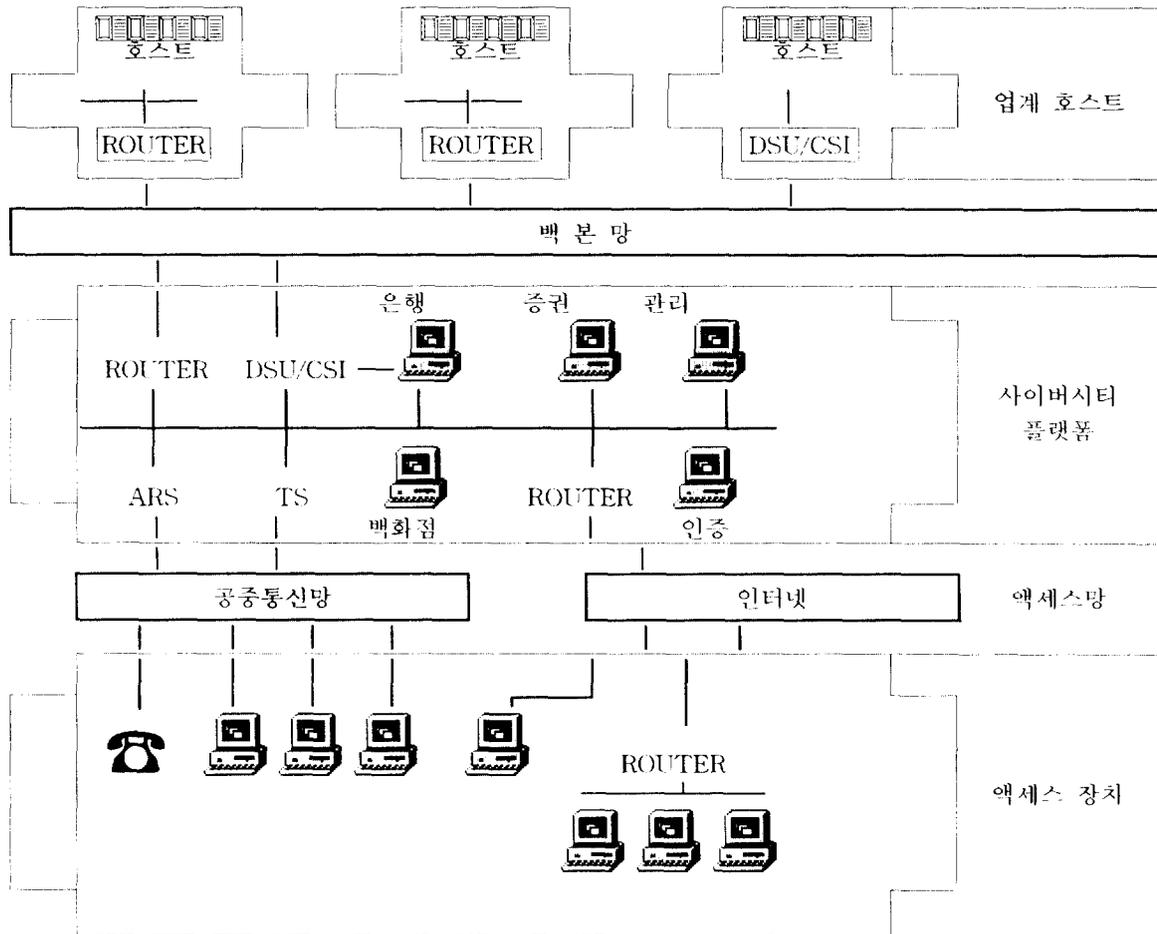 호스트
호스트
호스트
업계 호스트
ROUTER
ROUTER
DSU/CSI
백 본 망
은행
증권
관리
ROUTER
DSU/CSI
사이버시티
플랫폼
ARS
TS
ROUTER
백화점
인증
공중통신망
인터넷
액세스망
ROUTER
액세스 장치